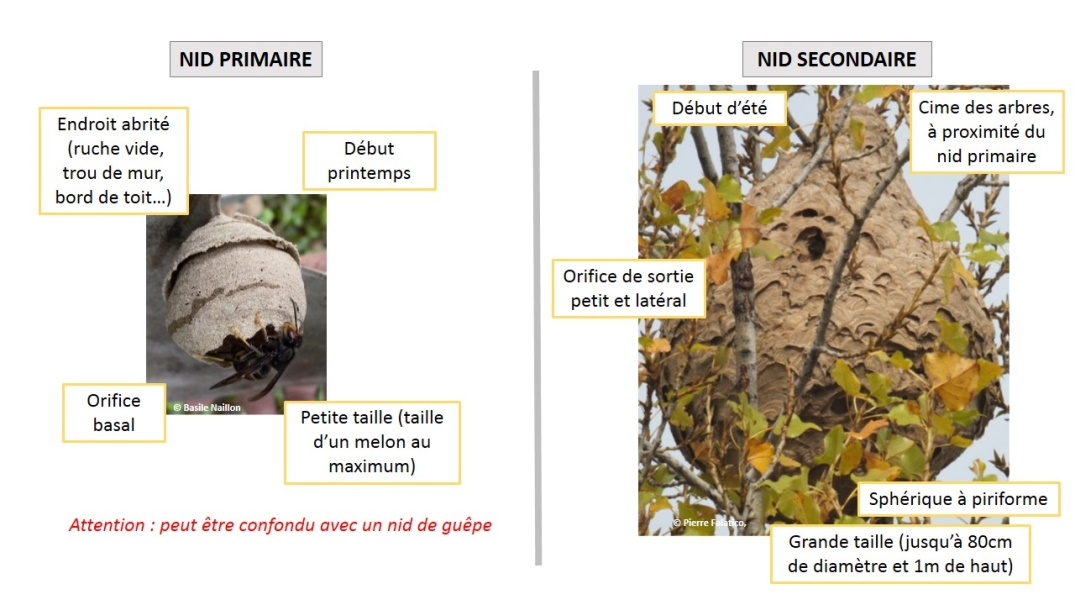 NID PRIMAIRE
Endroit abrité
(ruche vide,
trou de mur,
bord de toit...)
Début
printemps
© Basile Naillon
Orifice
basal
Petite taille (taille
d'un melon au
maximum)
Attention : peut être confondu avec un nid de guêpe
NID SECONDAIRE
Début d'été
Cime des arbres,
à proximité du
nid primaire
Orifice de sortie
petit et latéral
© Pierre Falatico,
Sphérique à piriforme
Grande taille (jusqu'à 80cm
de diamètre et 1m de haut)